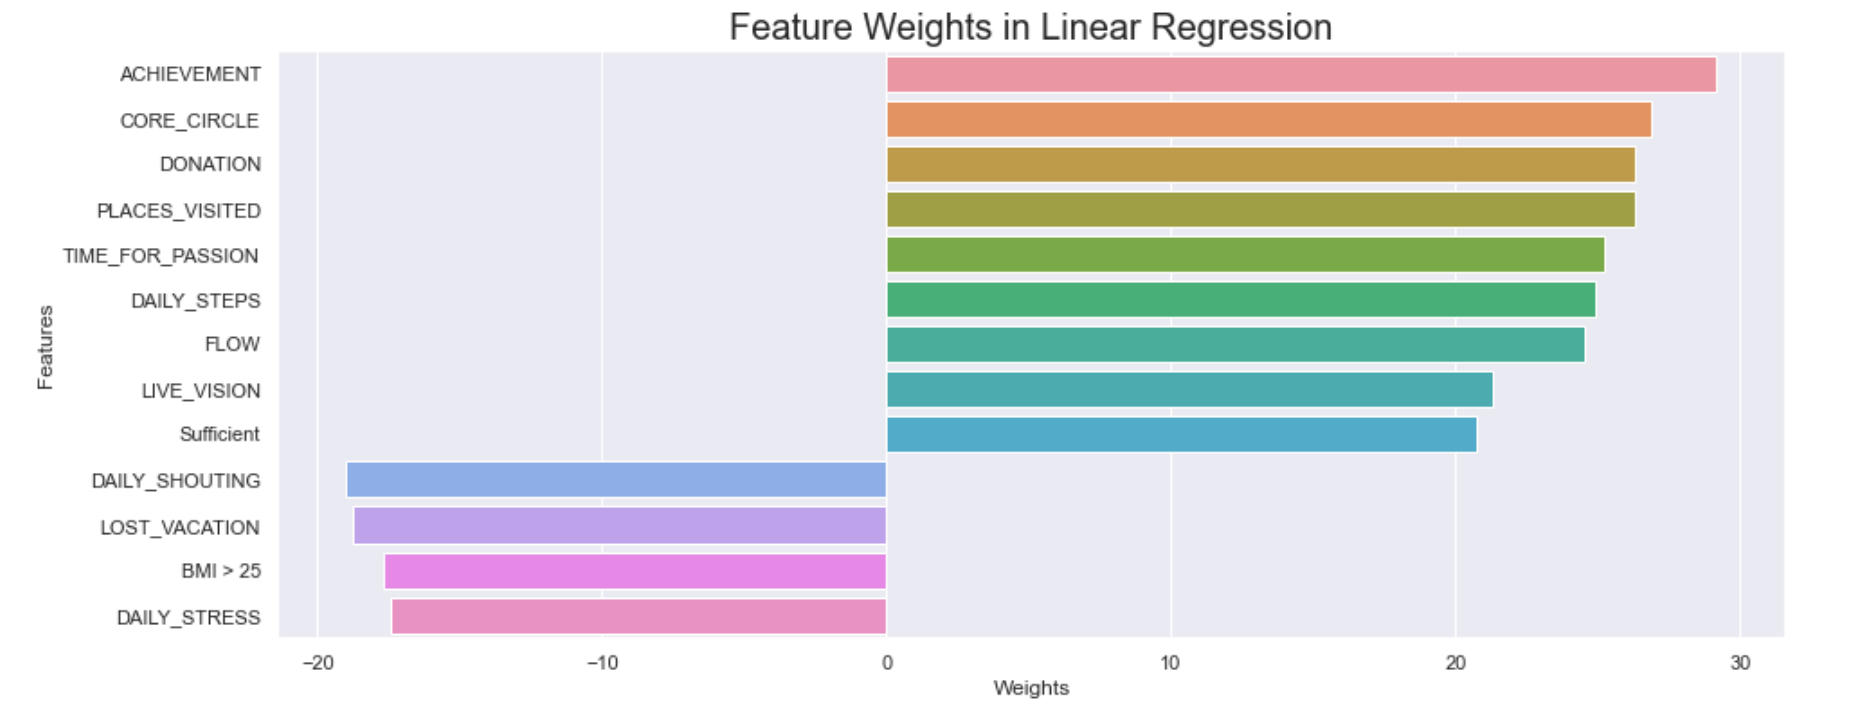 Feature Weights in Linear Regression
ACHIEVEMENT
CORE_CIRCLE
DONATION
PLACES_VISITED
TIME_FOR_PASSION
DAILY_STEPS
FLOW
LIVE_VISION
Sufficient
DAILY_SHOUTING
LOST_VACATION
BMI > 25
DAILY_STRESS
Features
−20 −10 0 10 20 30
Weights